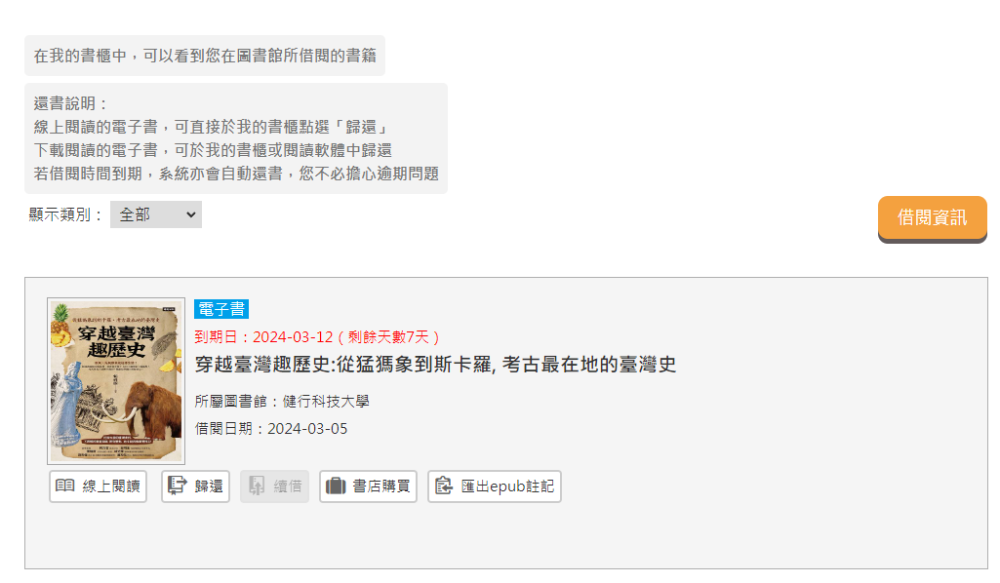 在我的書櫃中，可以看到您在圖書館所借閱的書籍
還書說明：
線上閱讀的電子書，可直接於我的書櫃點選「歸還」
下載閱讀的電子書，可於我的書櫃或閱讀軟體中歸還
若借閱時間到期，系統亦會自動還書，您不必擔心逾期問題
顯示類別：
全部
借閱資訊
穿越臺灣
趣歷史
電子書
到期日：2024-03-12 ( 剩餘天數7天 )
穿越臺灣趣歷史:從猛獁象到斯卡羅, 考古最在地的臺灣史
所屬圖書館：健行科技大學
借閱日期：2024-03-05
線上閱讀
歸還
續借
書店購買
匯出epub註記